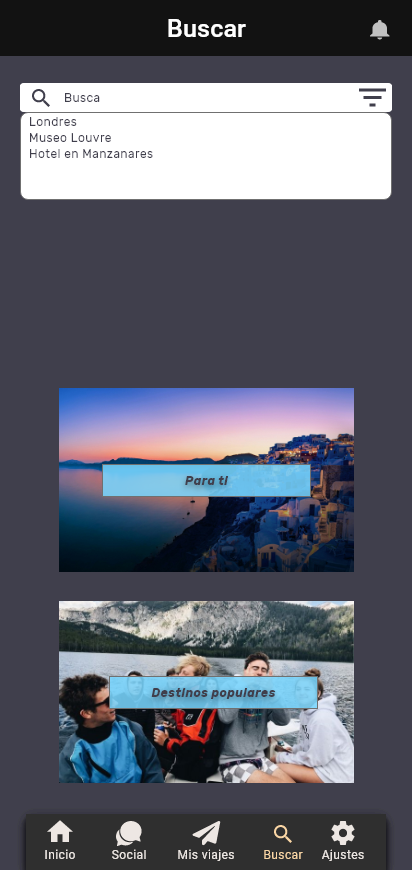 Buscar
Busca
Londres
Museo Louvre
Hotel en Manzanares
Para ti
Destinos populares
Inicio
Social
Mis viajes
Buscar
Ajustes